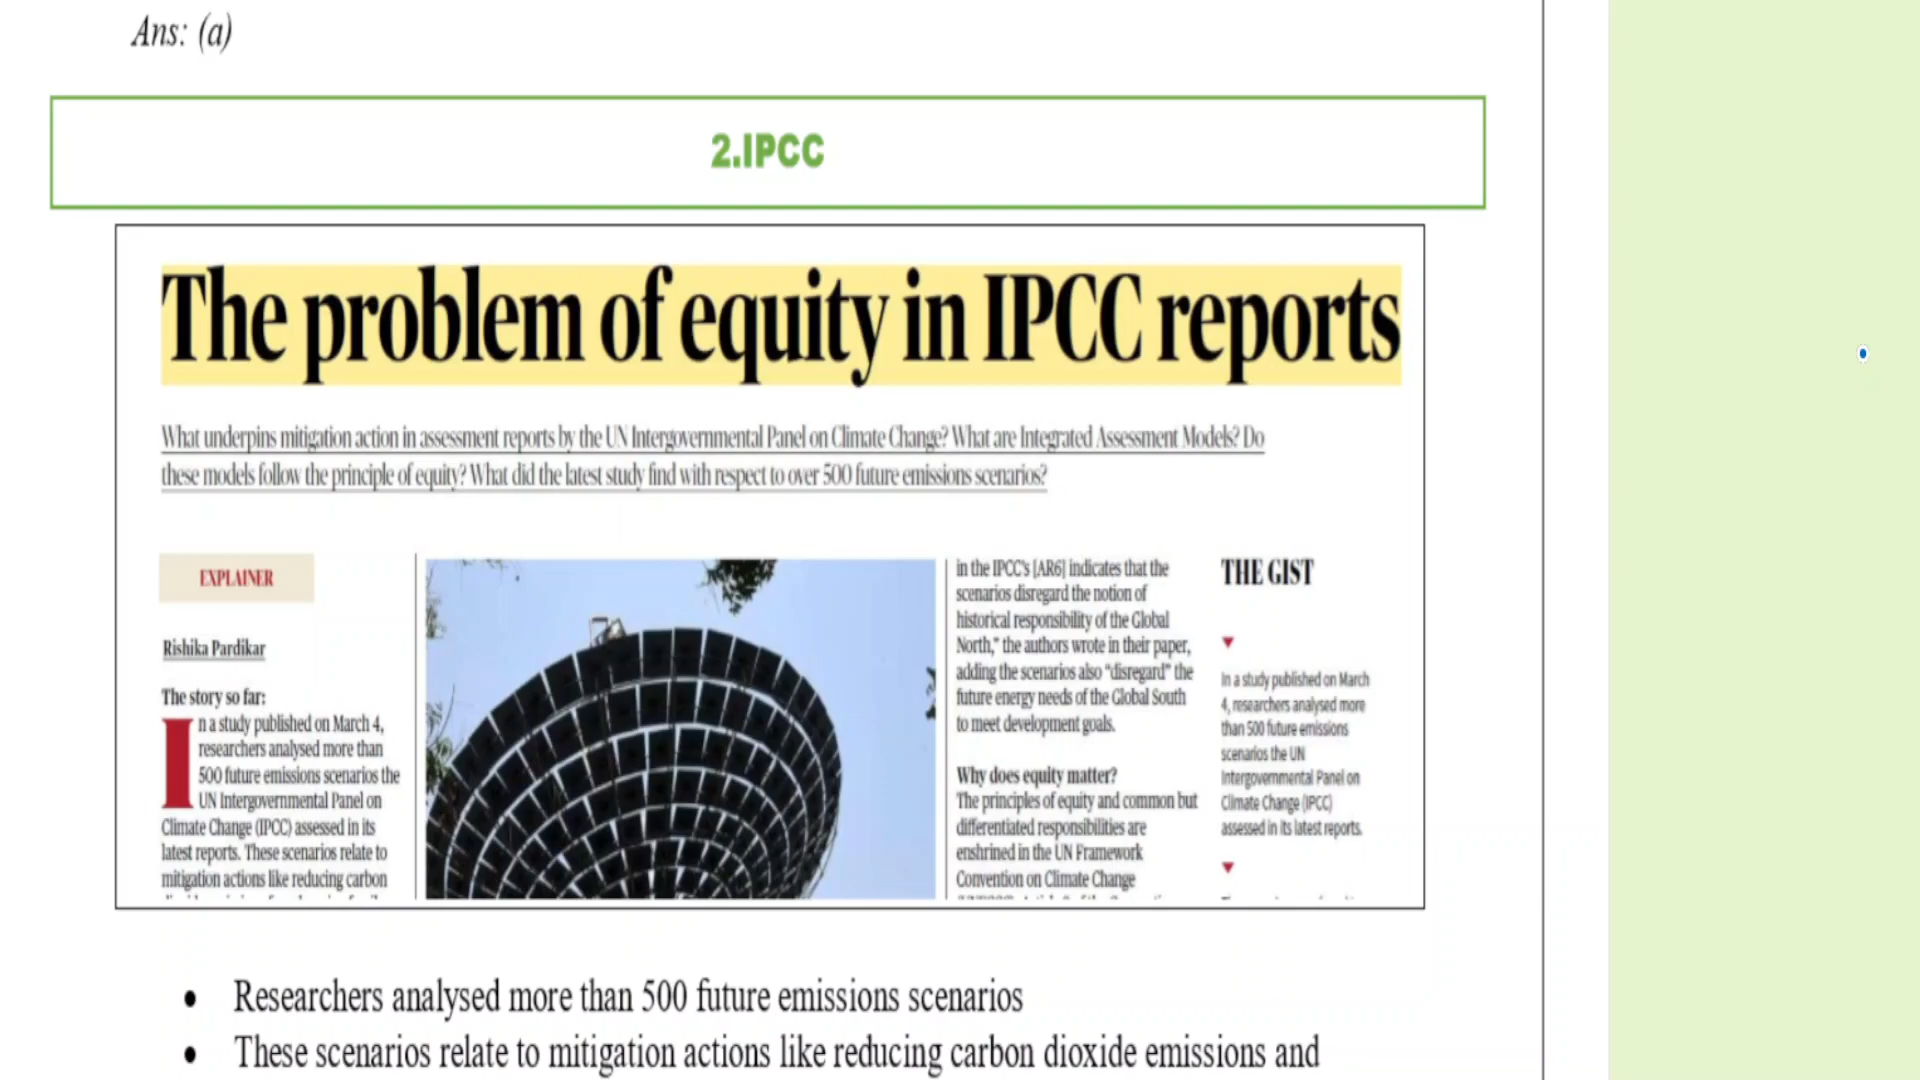 Ans: (a)
2.IPCC
The problem of equity in IPCC reports
What underpins mitigation action in assessment reports by the UN Intergovernmental Panel on Climate Change? What are Integrated Assessment Models? Do
these models follow the principle of equity? What did the latest study find with respect to over 500 future emissions scenarios?
EXPLAINER
Rishika Pardikar
The story so far:
In a study published on March 4,
researchers analysed more than
500 future emissions scenarios the
UN Intergovernmental Panel on
Climate Change (IPCC) assessed in its
latest reports. These scenarios relate to
mitigation actions like reducing carbon
in the IPCC's [AR6] indicates that the
scenarios disregard the notion of
historical responsibility of the Global
North," the authors wrote in their paper,
adding the scenarios also "disregard" the
future energy needs of the Global South
to meet development goals.
Why does equity matter?
The principles of equity and common but
differentiated responsibilities are
enshrined in the UN Framework
Convention on Climate Change
THE GIST
In a study published on March
4, researchers analysed more
than 500 future emissions
scenarios the UN
Intergovernmental Panel on
Climate Change (IPCC)
assessed in its latest reports.
• Researchers analysed more than 500 future emissions scenarios
• These scenarios relate to mitigation actions like reducing carbon dioxide emissions and